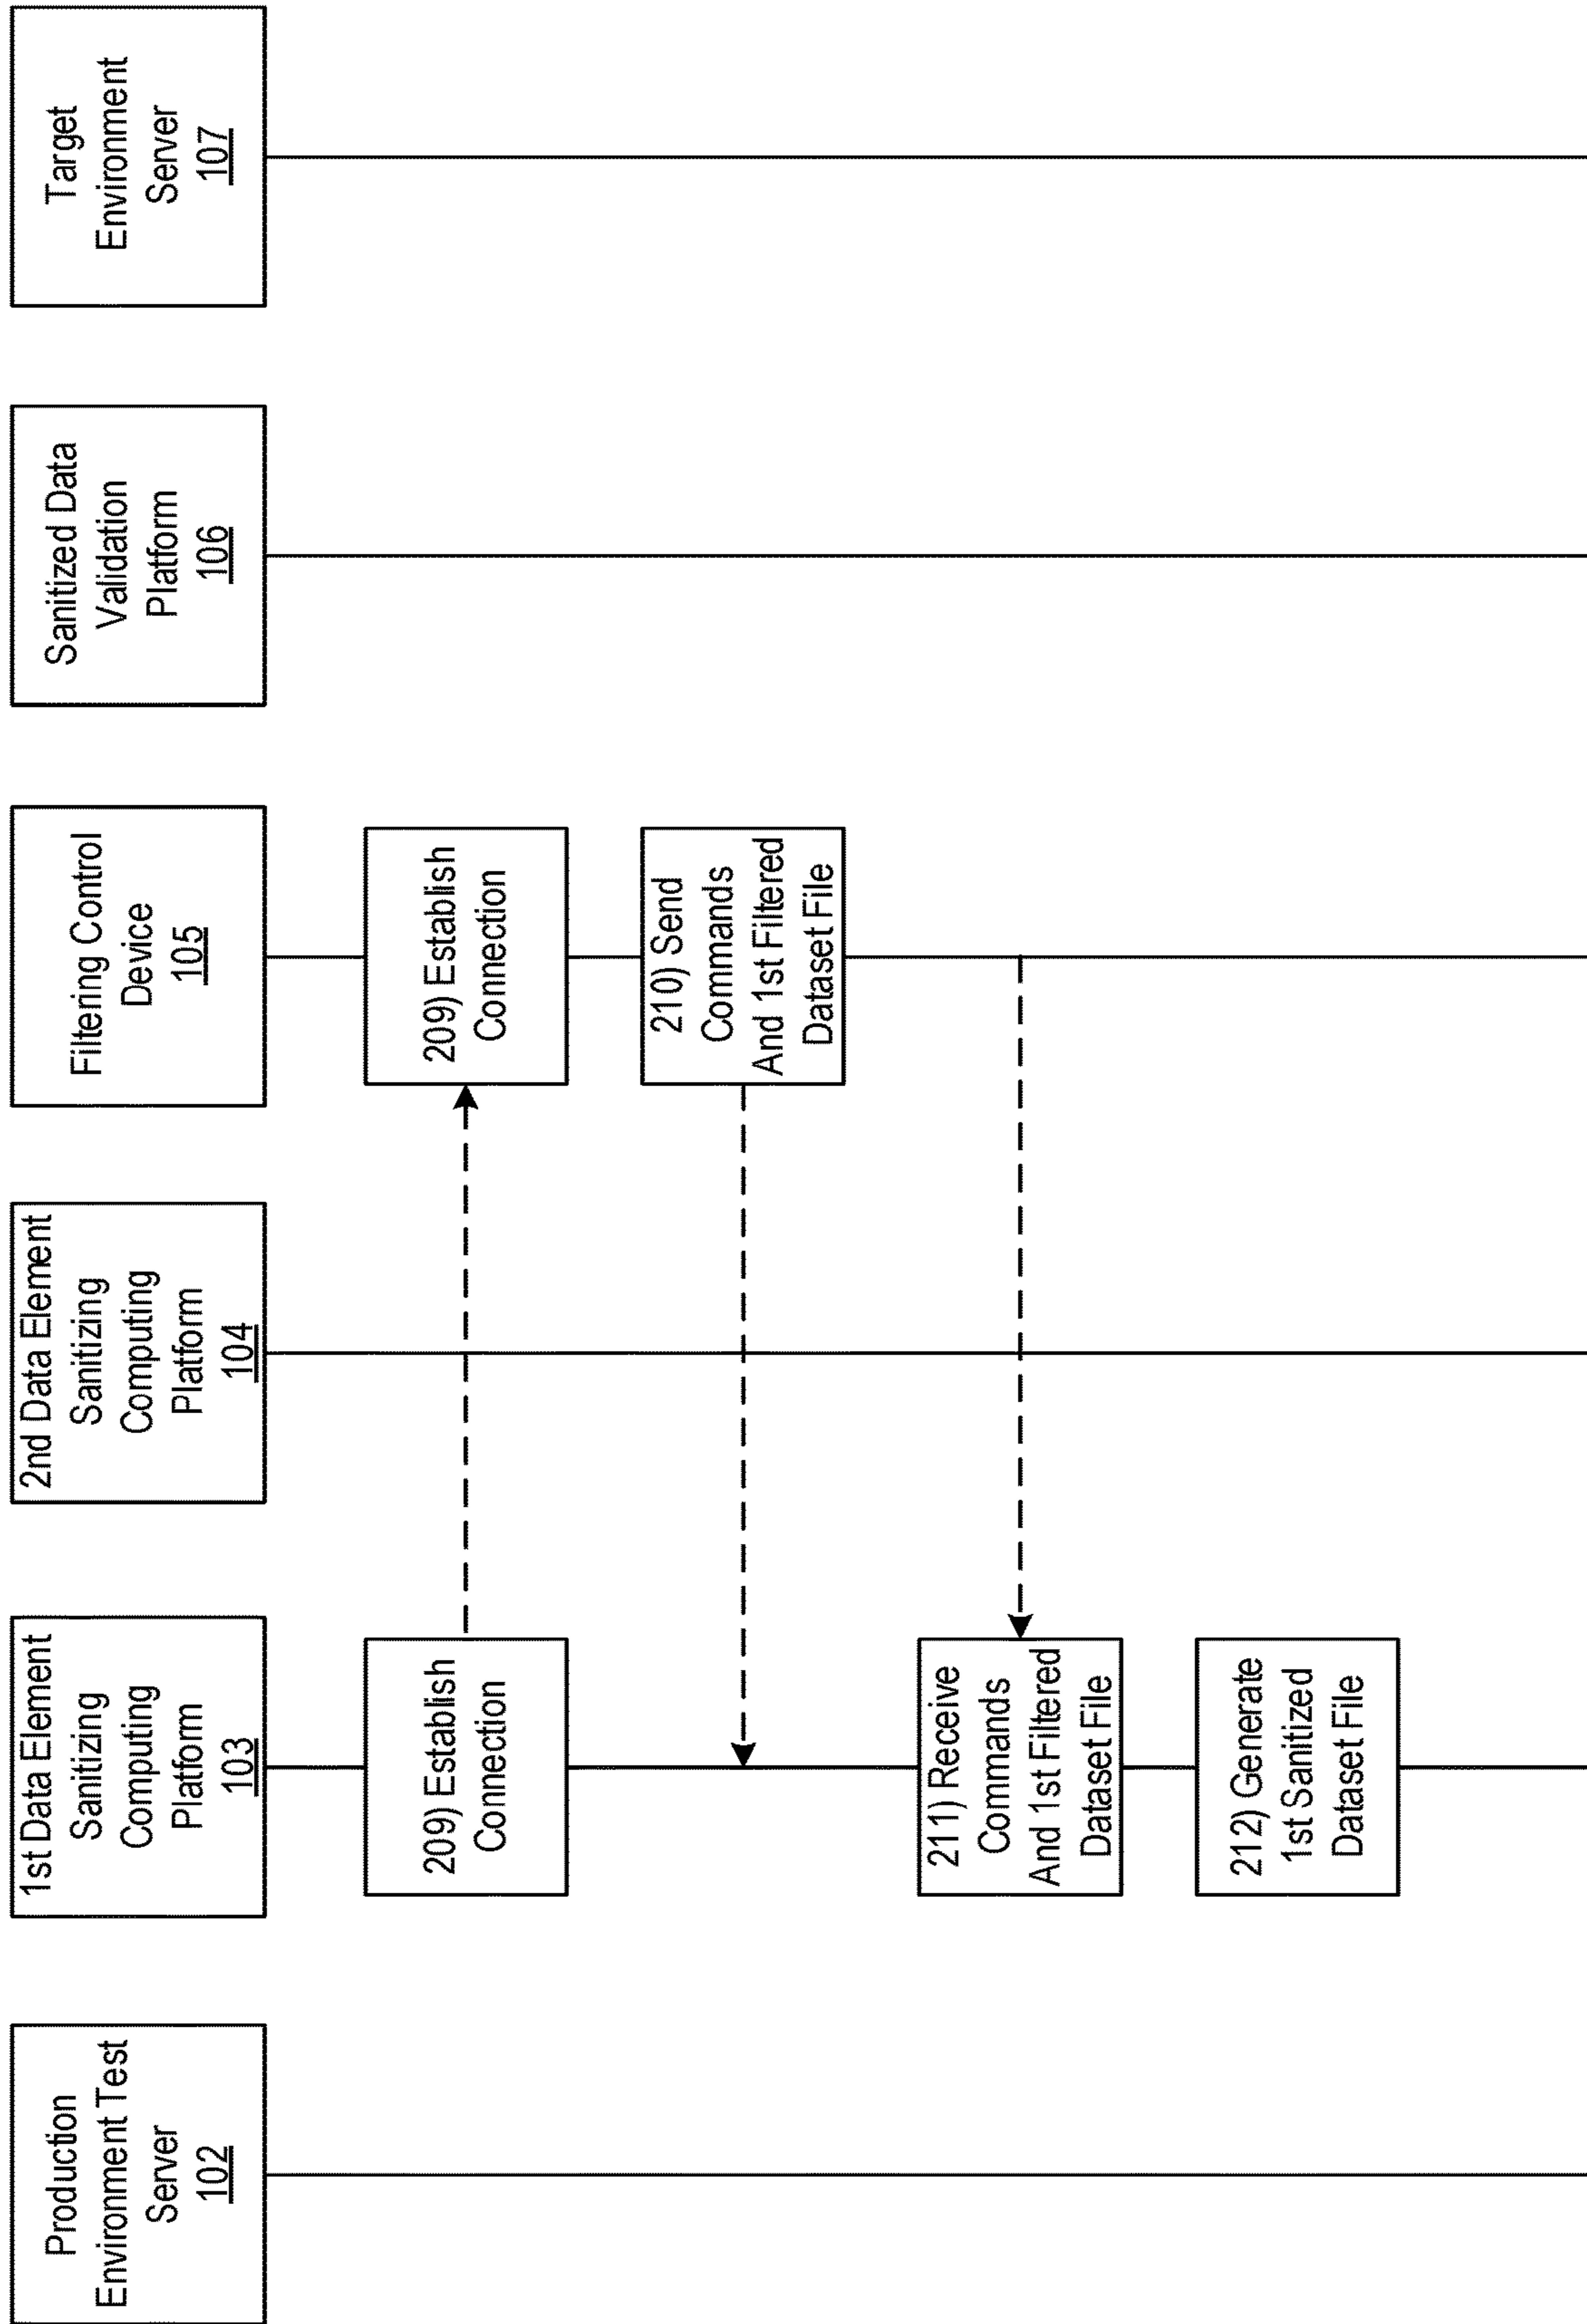 Production
Environment Test
Server
102
1st Data Element
Sanitizing
Computing
Platform
103
2nd Data Element
Sanitizing
Computing
Platform
104
Filtering Control
Device
105
Sanitized Data
Validation
Platform
106
Target
Environment
Server
107
209) Establish
Connection
209) Establish
Connection
210) Send
Commands
And 1st Filtered
Dataset File
211) Receive
Commands
And 1st Filtered
Dataset File
212) Generate
1st Sanitized
Dataset File